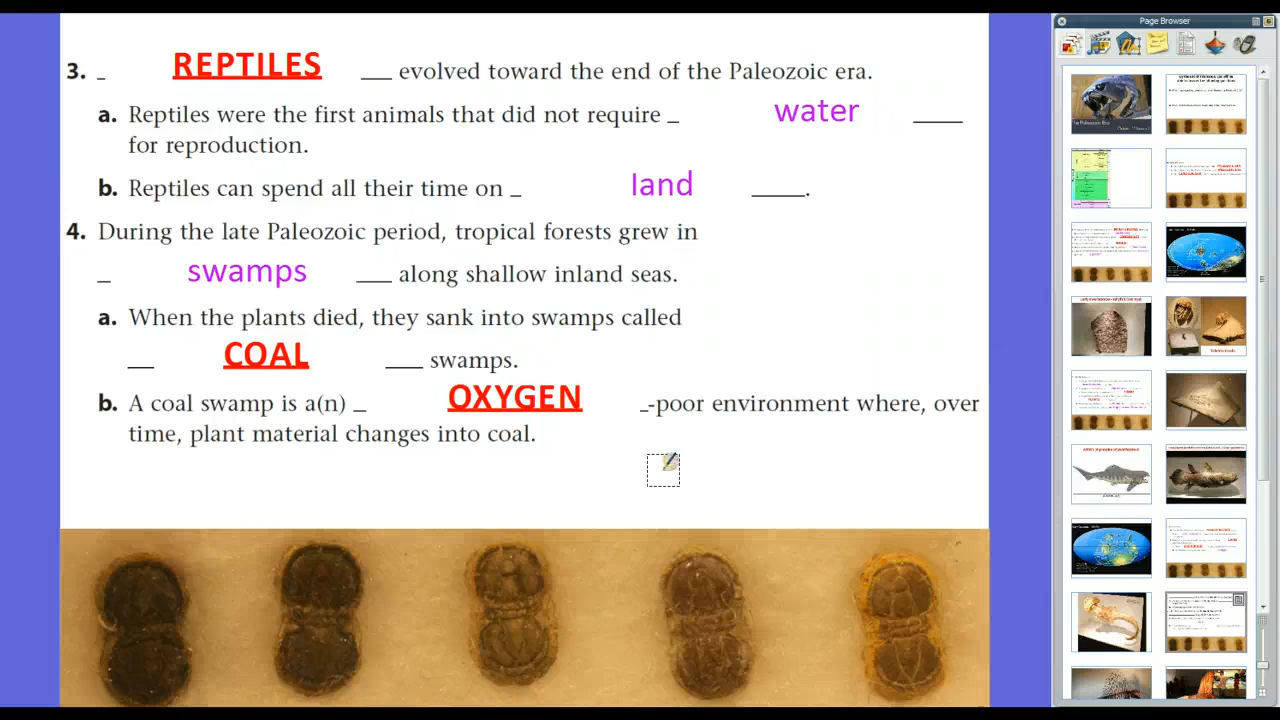 Page Browser
3. _ REPTILES ___ evolved toward the end of the Paleozoic era.
a. Reptiles were the first animals that did not require _ water ____
for reproduction.
b. Reptiles can spend all their time on _ land ____.
4. During the late Paleozoic period, tropical forests grew in
_ swamps ___ along shallow inland seas.
a. When the plants died, they sank into swamps called
__ COAL ___ swamps.
b. A coal swamp is a(n) _ OXYGEN _-poor environment where, over
time, plant material changes into coal.